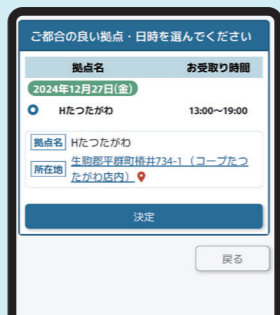 ご都合の良い拠点・日時を選んでください
拠点名 お受取り時間
2024年12月27日(金)
Hたつたがわ 13:00～19:00
拠点名 Hたつたがわ
所在地 生駒郡平群町椿井734-1 （コープたつ
たがわ店内）
決定
戻る